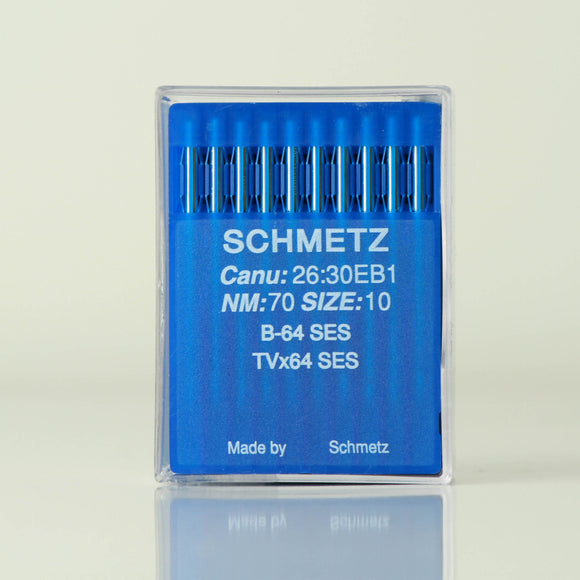 SCHMETZ
Canu: 26:30EB1
NM:70 SIZE:10
B-64 SES
TVx64 SES
Made by Schmetz